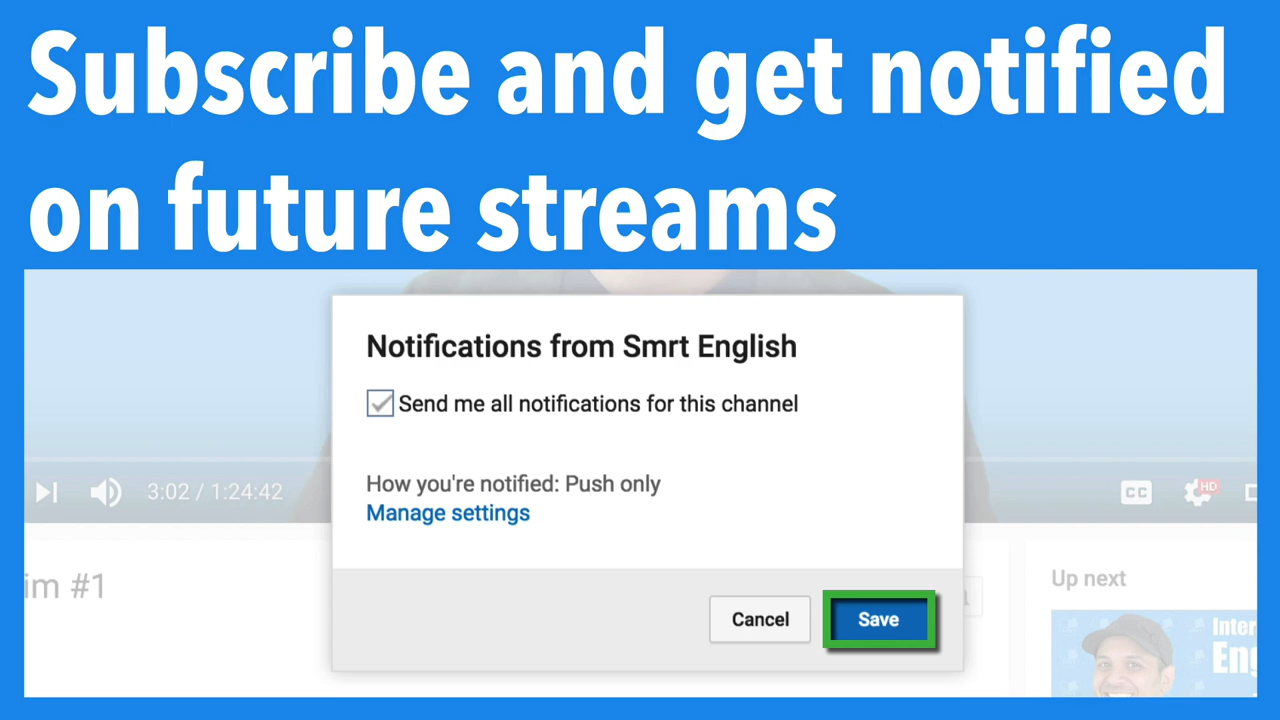 Subscribe and get notified
on future streams
Notifications from Smrt English
Send me all notifications for this channel
How you're notified: Push only
Manage settings
3:02 / 1:24:42
CC
HD
im #1
Up next
Cancel
Save
Inter
Eng